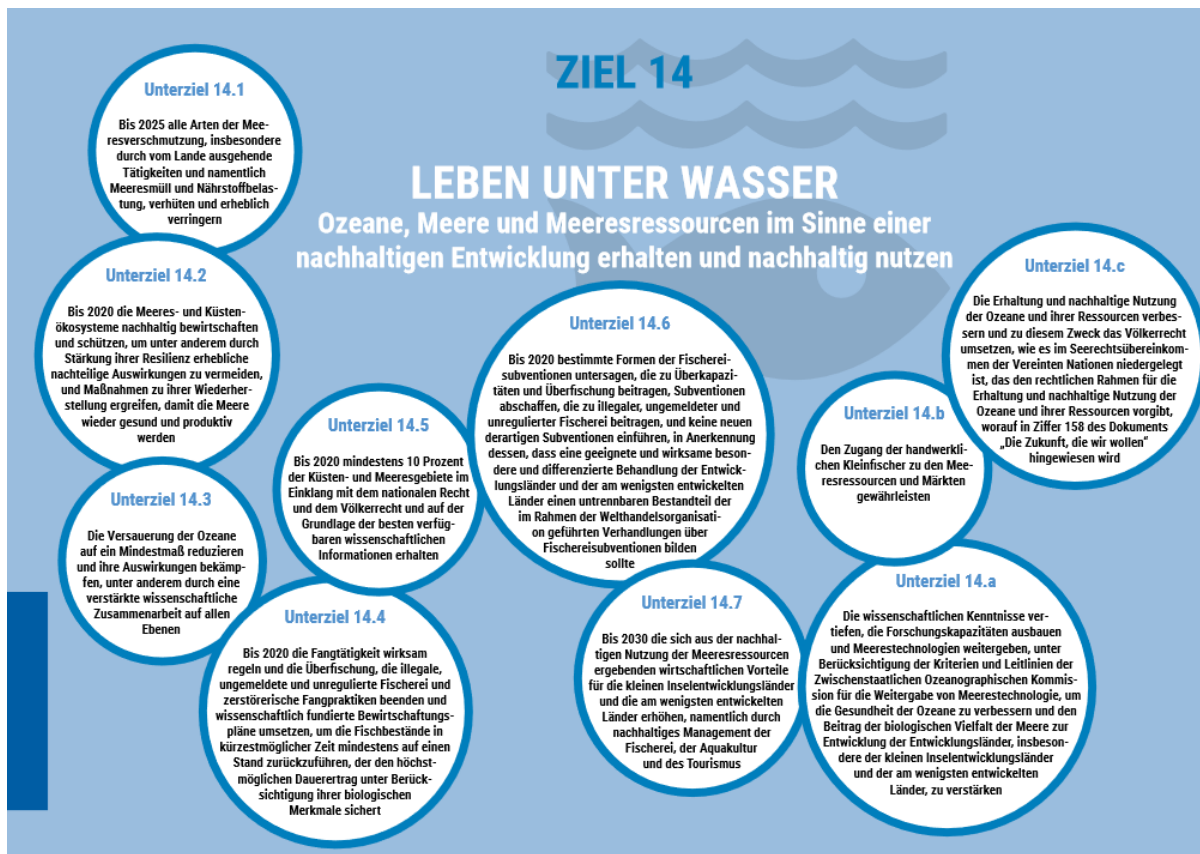 ZIEL 14
LEBEN UNTER WASSER
Ozeane, Meere und Meeresressourcen im Sinne einer
nachhaltigen Entwicklung erhalten und nachhaltig nutzen
Unterziel 14.1
Bis 2025 alle Arten der Mee-
resverschmutzung, insbesondere
durch vom Lande ausgehende
Tätigkeiten und namentlich
Meeresmüll und Nährstoffbelas-
tung, verhüten und erheblich
verringern
Unterziel 14.2
Bis 2020 die Meeres- und Küsten-
ökosysteme nachhaltig bewirtschaften
und schützen, um unter anderem durch
Stärkung ihrer Resilienz erhebliche
nachteilige Auswirkungen zu vermeiden,
und Maßnahmen zu ihrer Wiederher-
stellung ergreifen, damit die Meere
wieder gesund und produktiv
werden
Unterziel 14.3
Die Versauerung der Ozeane
auf ein Mindestmaß reduzieren
und ihre Auswirkungen bekämp-
fen, unter anderem durch eine
verstärkte wissenschaftliche
Zusammenarbeit auf allen
Ebenen
Unterziel 14.4
Bis 2020 die Fangtätigkeit wirksam
regeln und die Überfischung, die illegale,
ungemeldete und unregulierte Fischerei und
zerstörerische Fangpraktiken beenden und
wissenschaftlich fundierte Bewirtschaftungs-
pläne umsetzen, um die Fischbestände in
kürzestmöglicher Zeit mindestens auf einen
Stand zurückzuführen, der den höchst-
möglichen Dauerertrag unter Berück-
sichtigung ihrer biologischen
Merkmale sichert
Unterziel 14.5
Bis 2020 mindestens 10 Prozent
der Küsten- und Meeresgebiete im
Einklang mit dem nationalen Recht
und dem Völkerrecht und auf der
Grundlage der besten verfüg-
baren wissenschaftlichen
Informationen erhalten
Unterziel 14.6
Bis 2020 bestimmte Formen der Fischerei-
subventionen untersagen, die zu Überkapazi-
täten und Überfischung beitragen, Subventionen
abschaffen, die zu illegaler, ungemeldeter und
unregulierter Fischerei beitragen, und keine neuen
derartigen Subventionen einführen, in Anerkennung
dessen, dass eine geeignete und wirksame beson-
dere und differenzierte Behandlung der Entwick-
lungsländer und der am wenigsten entwickelten
Länder einen untrennbaren Bestandteil der
im Rahmen der Welthandelsorganisati-
on geführten Verhandlungen über
Fischereisubventionen bilden
sollte
Unterziel 14.7
Bis 2030 die sich aus der nachhal-
tigen Nutzung der Meeresressourcen
ergebenden wirtschaftlichen Vorteile
für die kleinen Inselentwicklungsländer
und die am wenigsten entwickelten
Länder erhöhen, namentlich durch
nachhaltiges Management der
Fischerei, der Aquakultur
und des Tourismus
Unterziel 14.a
Die wissenschaftlichen Kenntnisse ver-
tiefen, die Forschungskapazitäten ausbauen
und Meerestechnologien weitergeben, unter
Berücksichtigung der Kriterien und Leitlinien der
Zwischenstaatlichen Ozeanographischen Kommis-
sion für die Weitergabe von Meerestechnologie, um
die Gesundheit der Ozeane zu verbessern und den
Beitrag der biologischen Vielfalt der Meere zur
Entwicklung der Entwicklungsländer, insbeson-
dere der kleinen Inselentwicklungsländer
und der am wenigsten entwickelten
Länder, zu verstärken
Unterziel 14.b
Den Zugang der handwerkli-
chen Kleinfischer zu den Mee-
resressourcen und Märkten
gewährleisten
Unterziel 14.c
Die Erhaltung und nachhaltige Nutzung
der Ozeane und ihrer Ressourcen verbes-
sern und zu diesem Zweck das Völkerrecht
umsetzen, wie es im Seerechtsübereinkom-
men der Vereinten Nationen niedergelegt
ist, das den rechtlichen Rahmen für die
Erhaltung und nachhaltige Nutzung der
Ozeane und ihrer Ressourcen vorgibt,
worauf in Ziffer 158 des Dokuments
„Die Zukunft, die wir wollen“
hingewiesen wird